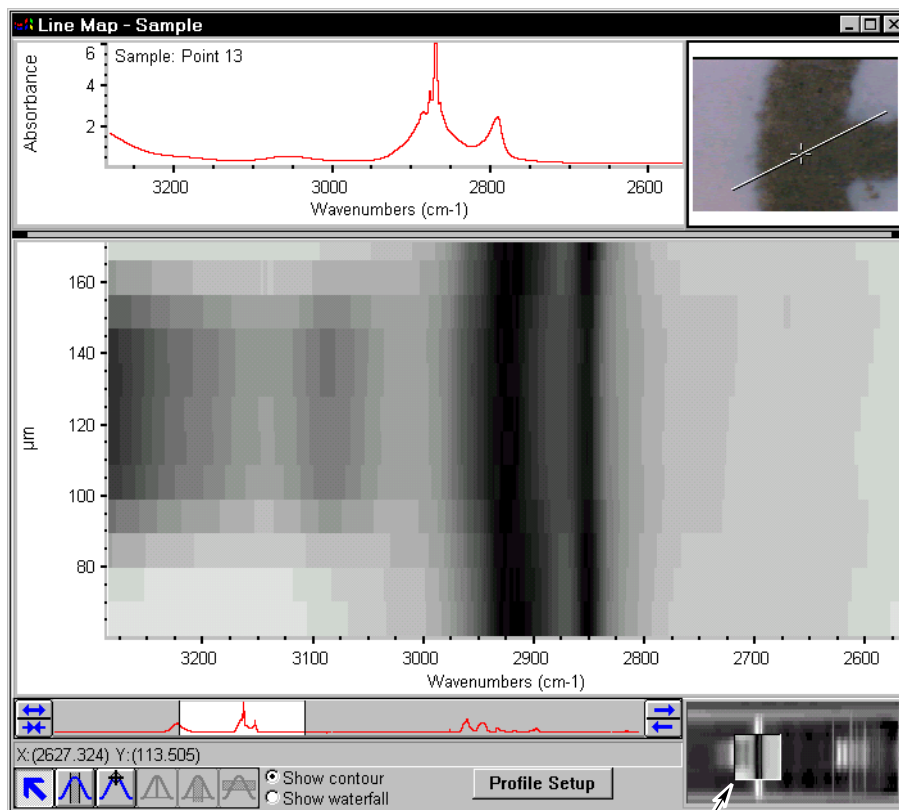 Line Map - Sample
Sample: Point 13
Absorbance
6
4
2
3200 3000 2800 2600
Wavenumbers (cm-1)
µm
160
140
120
100
80
3200 3100 3000 2900 2800 2700 2600
Wavenumbers (cm-1)
X:(2627.324) Y:(113.505)
Show contour
Show waterfall
Profile Setup